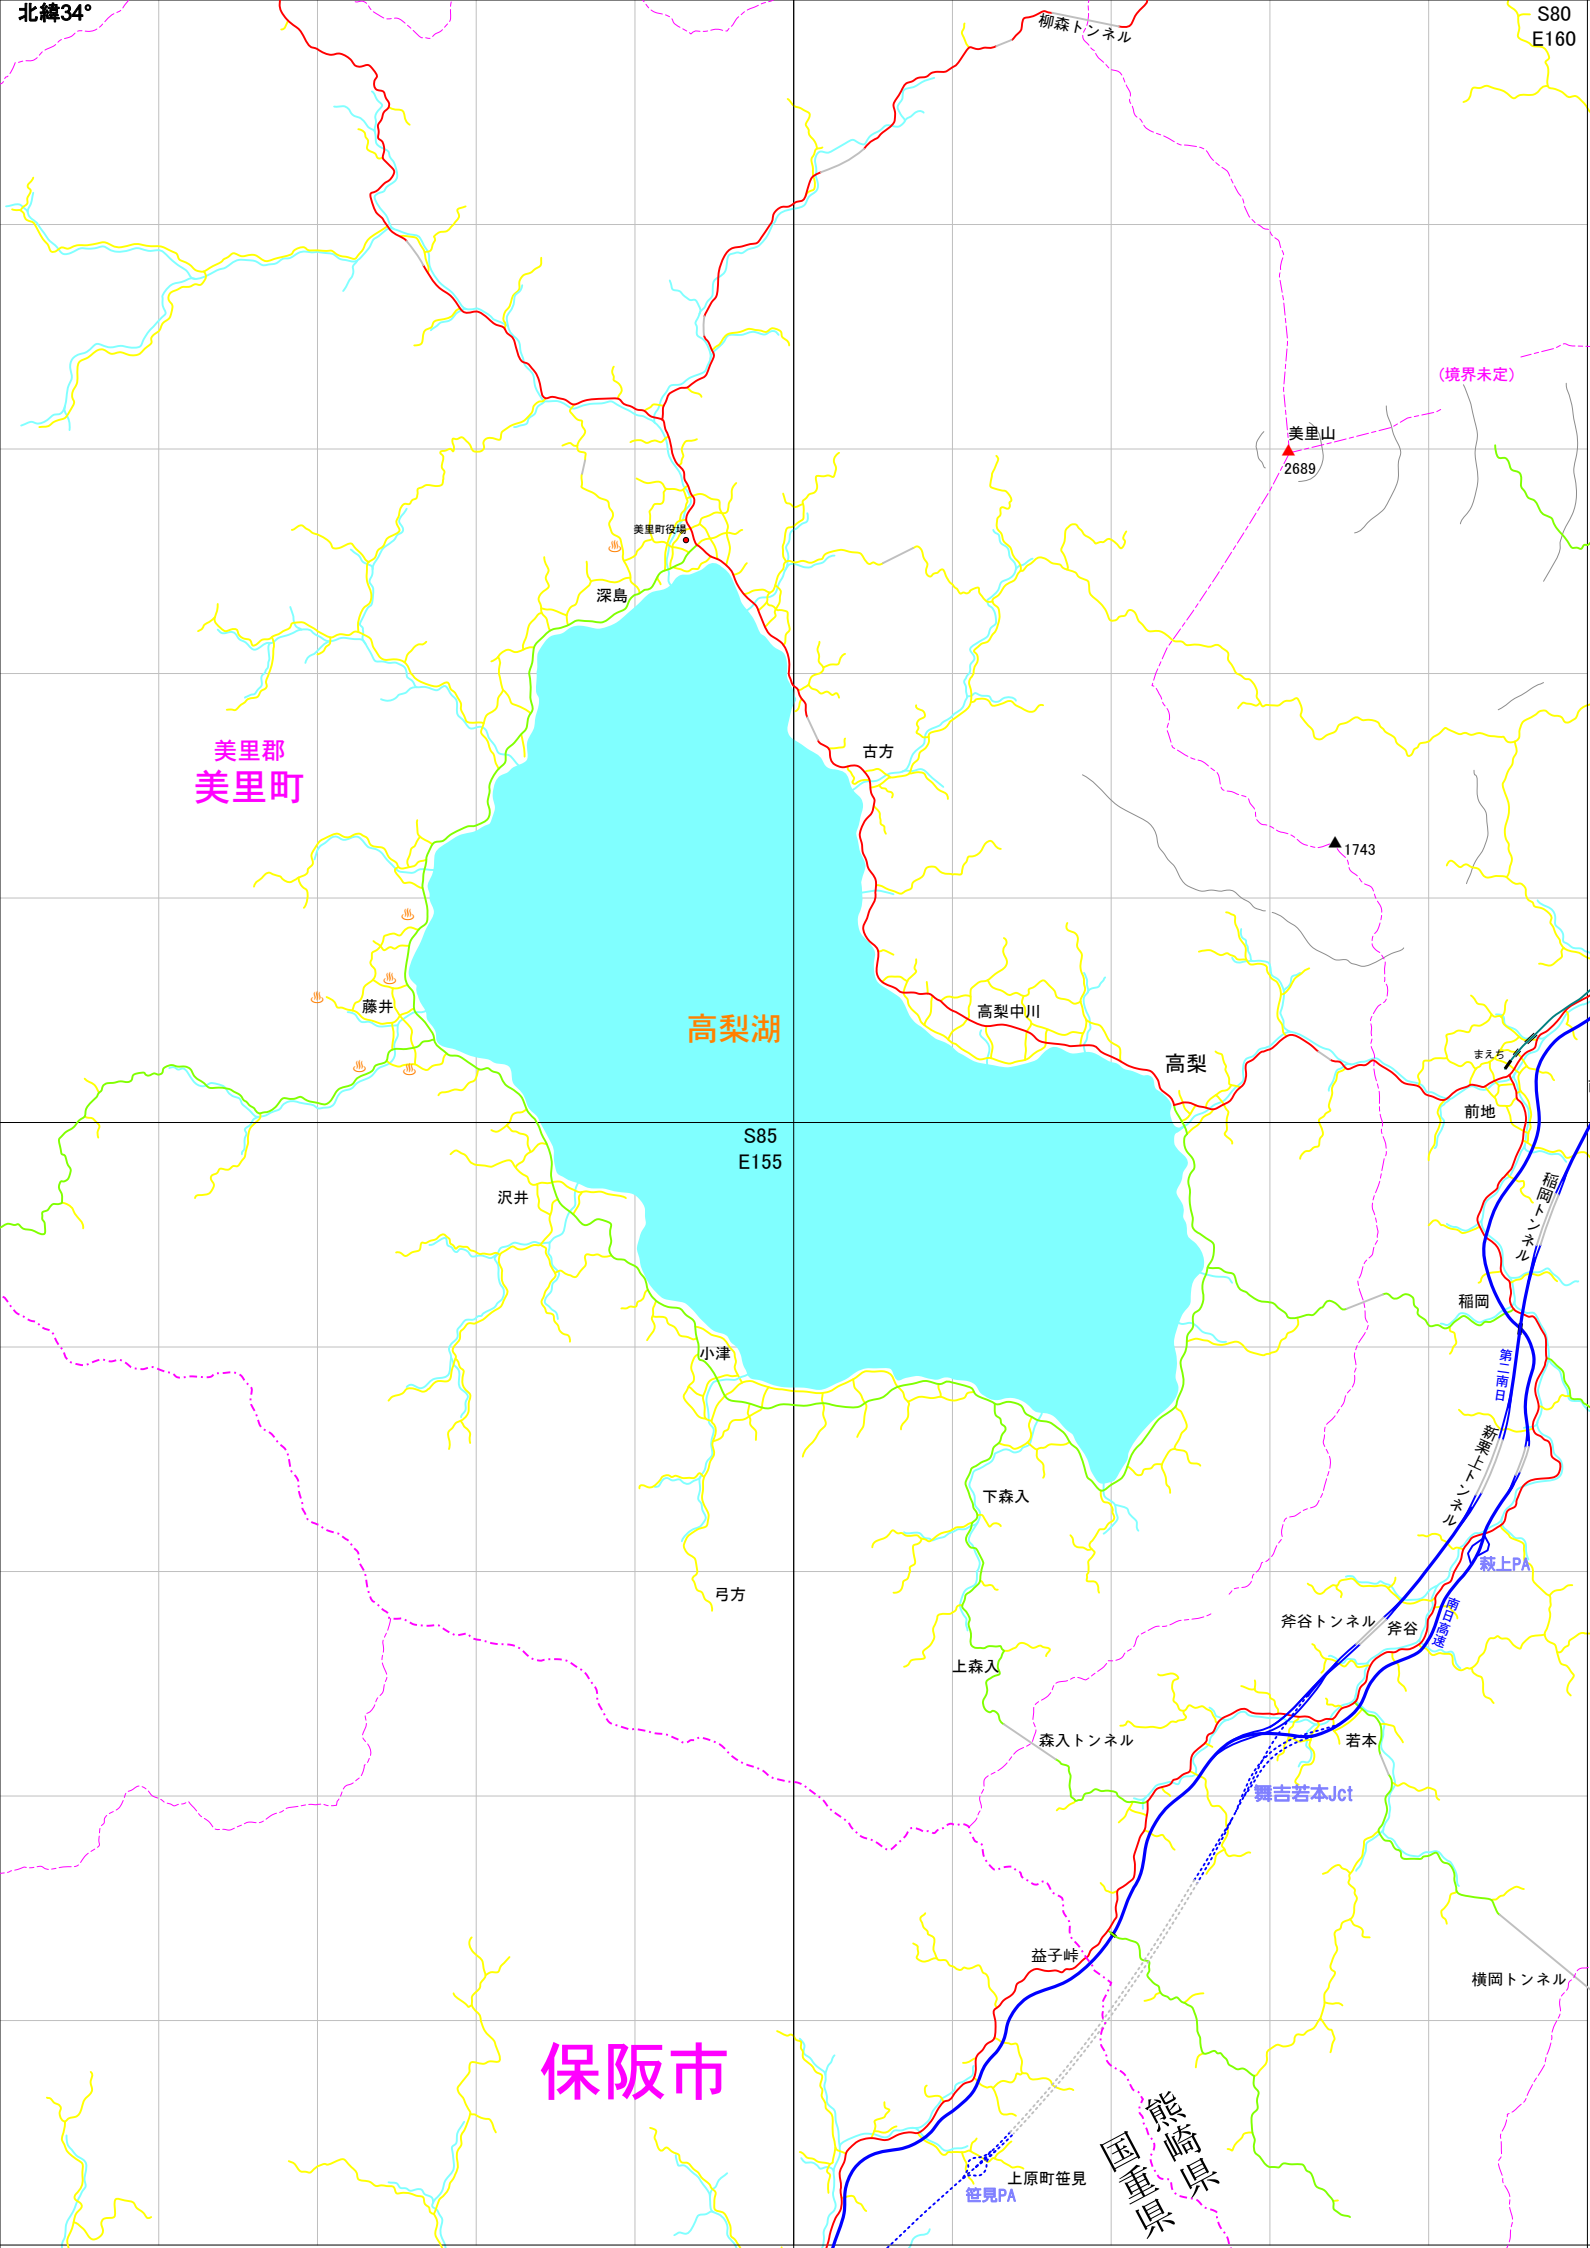 北緯34°
S80
E160
柳森トンネル
(境界未定)
美里山
2689
美里町役場
深島
美里郡
美里町
古方
1743
藤井
高梨湖
高梨中川
高梨
まえち
前地
S85
E155
沢井
稲岡トンネル
稲岡
小津
第二南日
新栗上トンネル
下森入
萩上PA
弓方
南日高速
斧谷トンネル
斧谷
上森入
森入トンネル
若本
舞吉若本Jct
益子峠
横岡トンネル
保阪市
熊崎県
国重県
上原町笹見
笹見PA